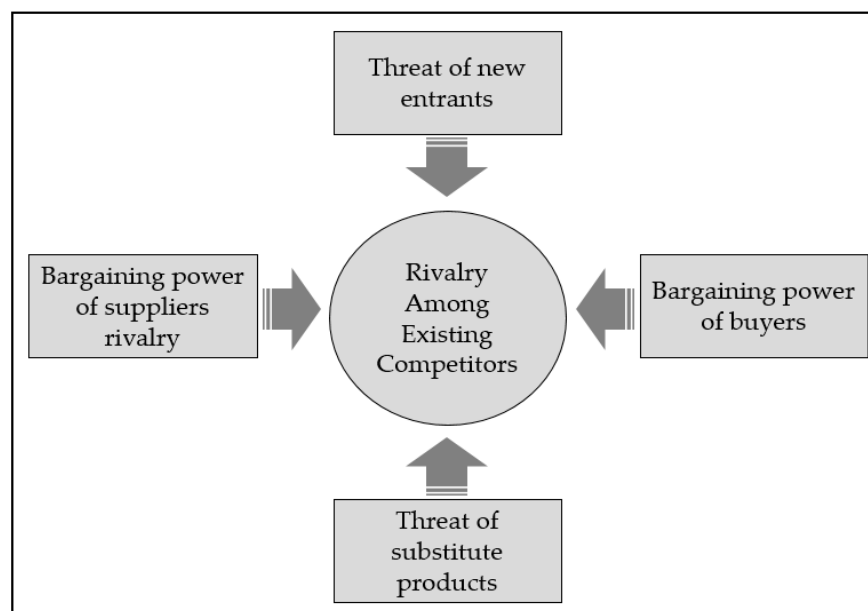 Threat of new
entrants
Bargaining power
of suppliers
rivalry
Rivalry
Among
Existing
Competitors
Bargaining power
of buyers
Threat of
substitute
products